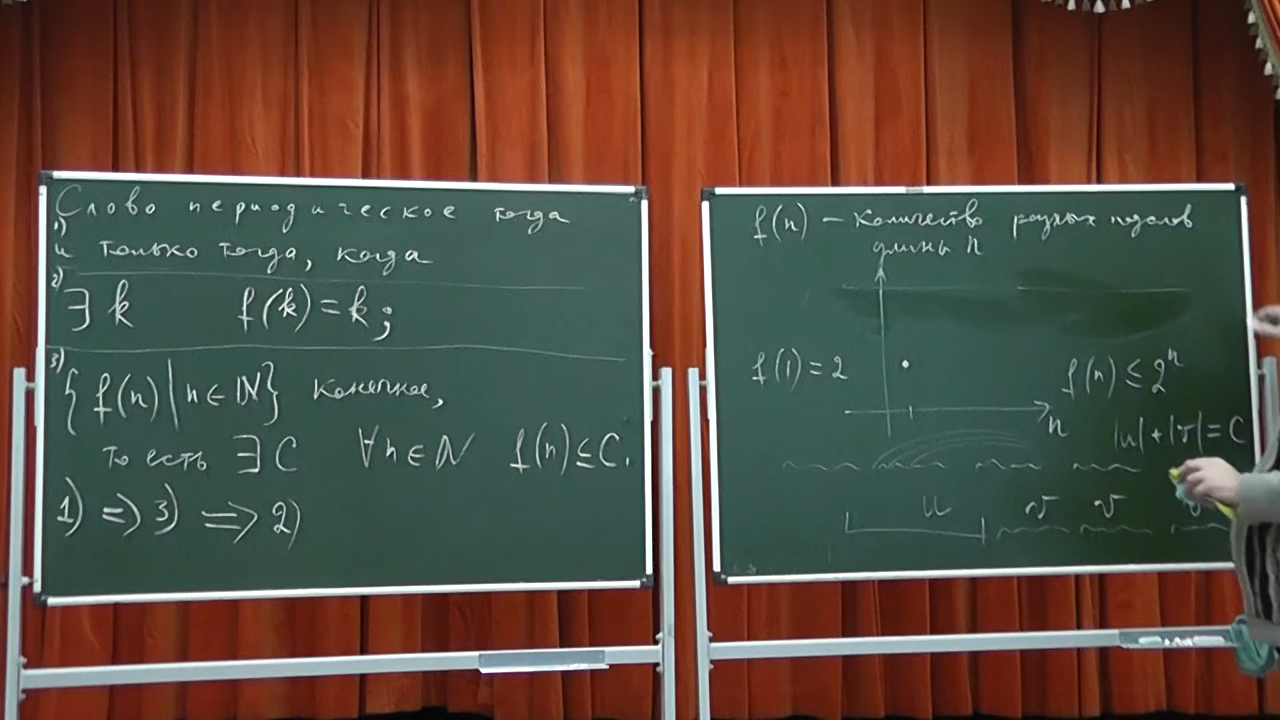 Слово периодическое тогда
1)
и только тогда, когда
2)
∃ k f(k) = k;
3)
{f(n) | n ∈ ℕ} конечное,
то есть ∃ C ∀n ∈ N f(n) ≤ C.
1) ⇒ 3) ⇒ 2)
f(n) – количество разных подслов
длины n
f(1) = 2
f(n) ≤ 2ⁿ
n
|u| + |v| = C
u v v v